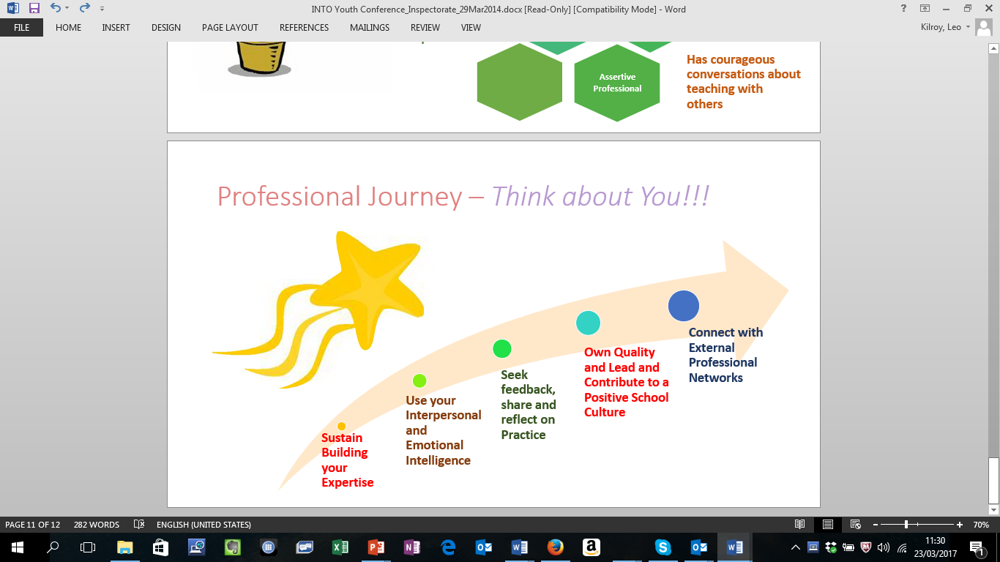 INTO Youth Conference_Inspectorate_29Mar2014.docx [Read-Only] [Compatibility Mode] - Word
FILE HOME INSERT DESIGN PAGE LAYOUT REFERENCES MAILINGS REVIEW VIEW
Kilroy, Leo
Assertive
Professional
Has courageous
conversations about
teaching with
others
Professional Journey – Think about You!!!
Sustain
Building
your
Expertise
Use your
Interpersonal
and
Emotional
Intelligence
Seek
feedback,
share and
reflect on
Practice
Own Quality
and Lead and
Contribute to a
Positive School
Culture
Connect with
External
Professional
Networks
PAGE 11 OF 12 282 WORDS ENGLISH (UNITED STATES)
70%
11:30
23/03/2017